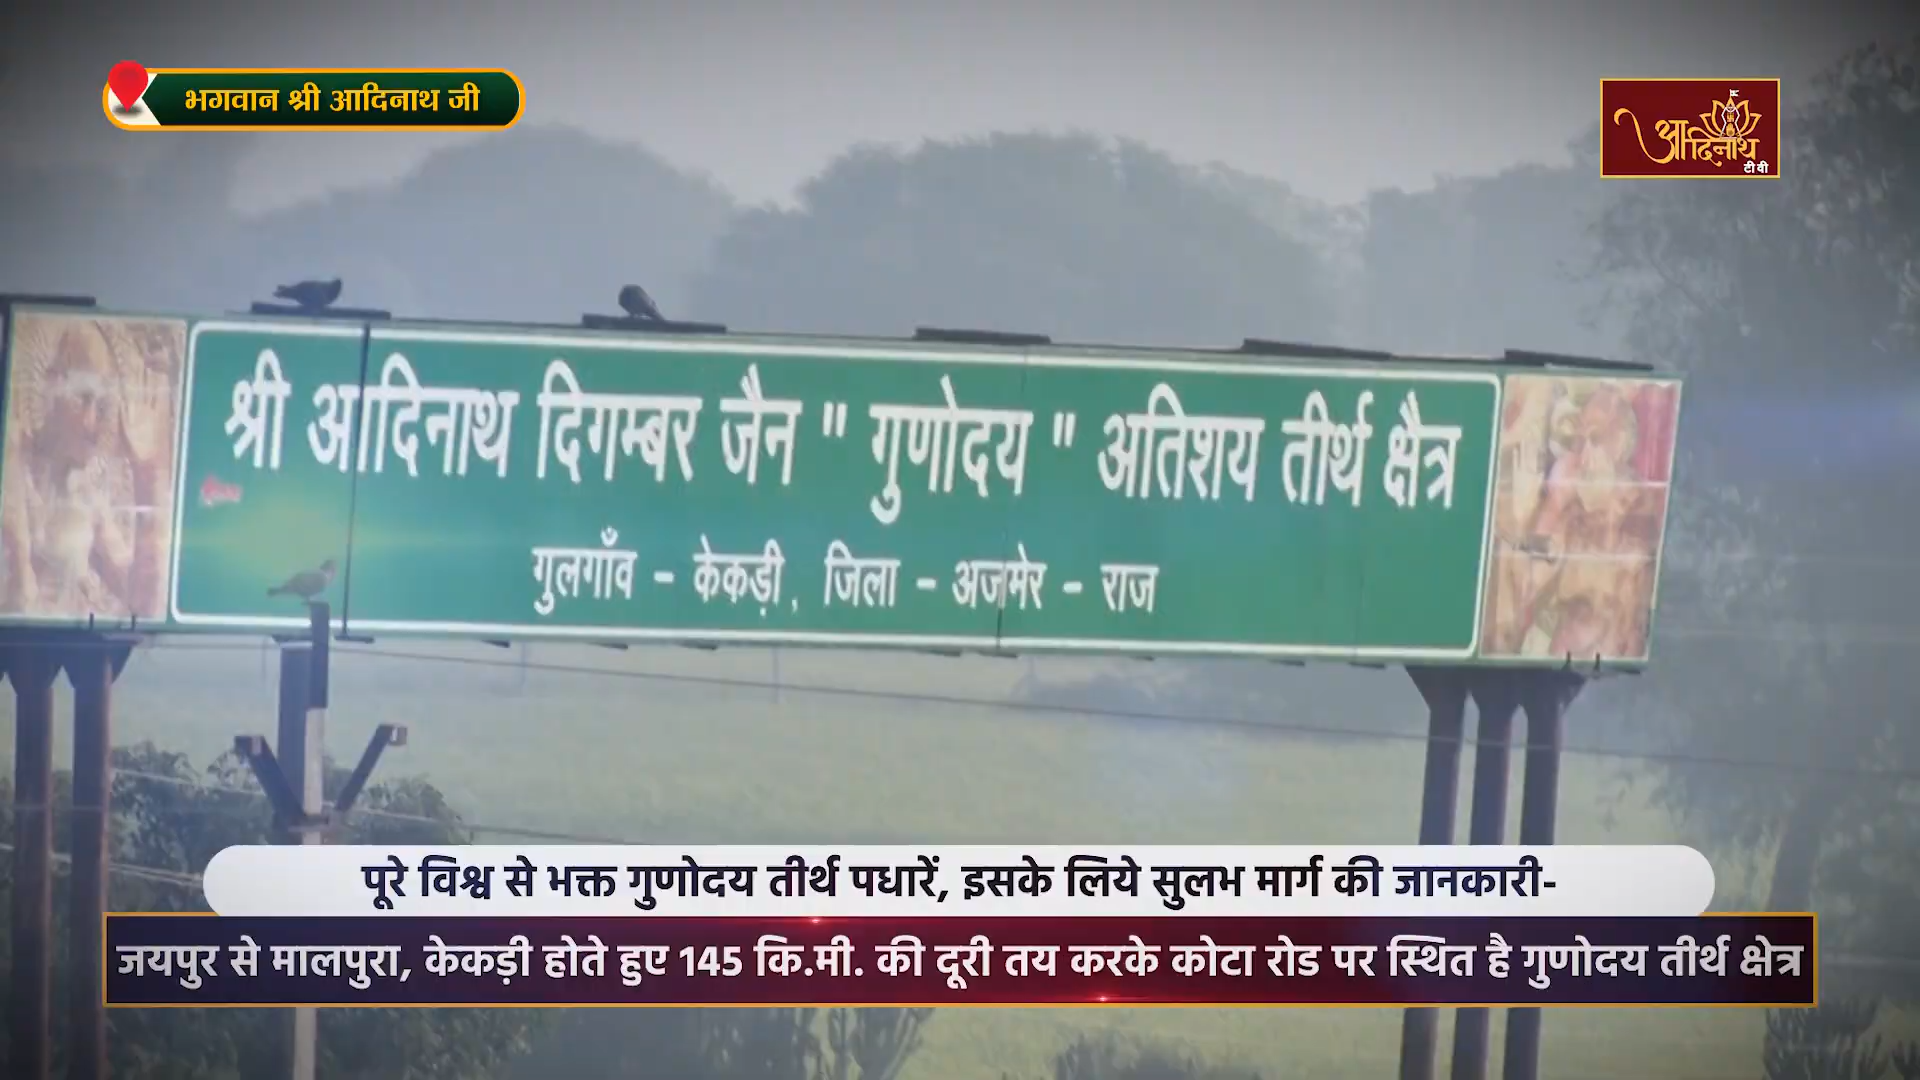 भगवान श्री आदिनाथ जी
आदिनाथ
टी वी
श्री आदिनाथ दिगम्बर जैन " गुणोदय " अतिशय तीर्थ क्षैत्र
गुलगाँव - केकड़ी, जिला - अजमेर - राज
पूरे विश्व से भक्त गुणोदय तीर्थ पधारें, इसके लिये सुलभ मार्ग की जानकारी-
जयपुर से मालपुरा, केकड़ी होते हुए 145 कि.मी. की दूरी तय करके कोटा रोड पर स्थित है गुणोदय तीर्थ क्षेत्र